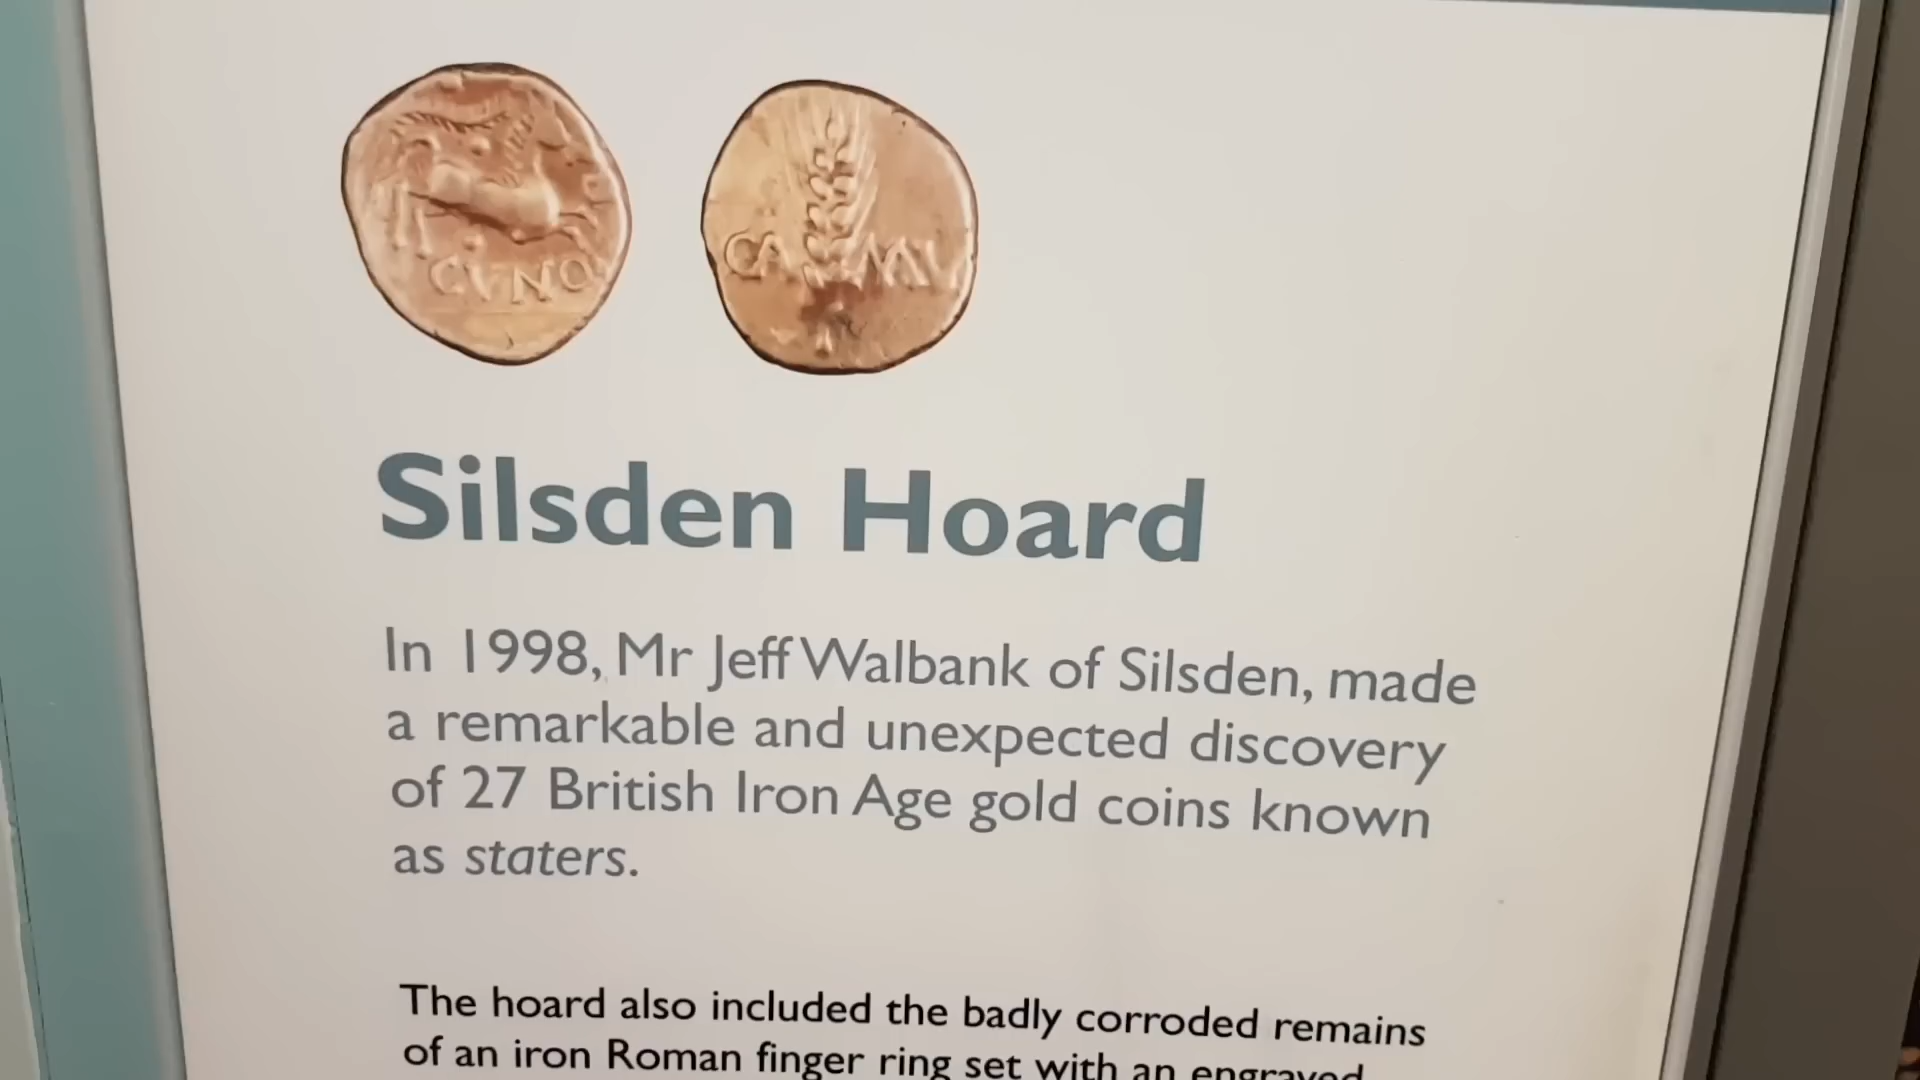 CVNO
CA MV
Silsden Hoard
In 1998, Mr Jeff Walbank of Silsden, made
a remarkable and unexpected discovery
of 27 British Iron Age gold coins known
as staters.
The hoard also included the badly corroded remains
of an iron Roman finger ring set with an engraved